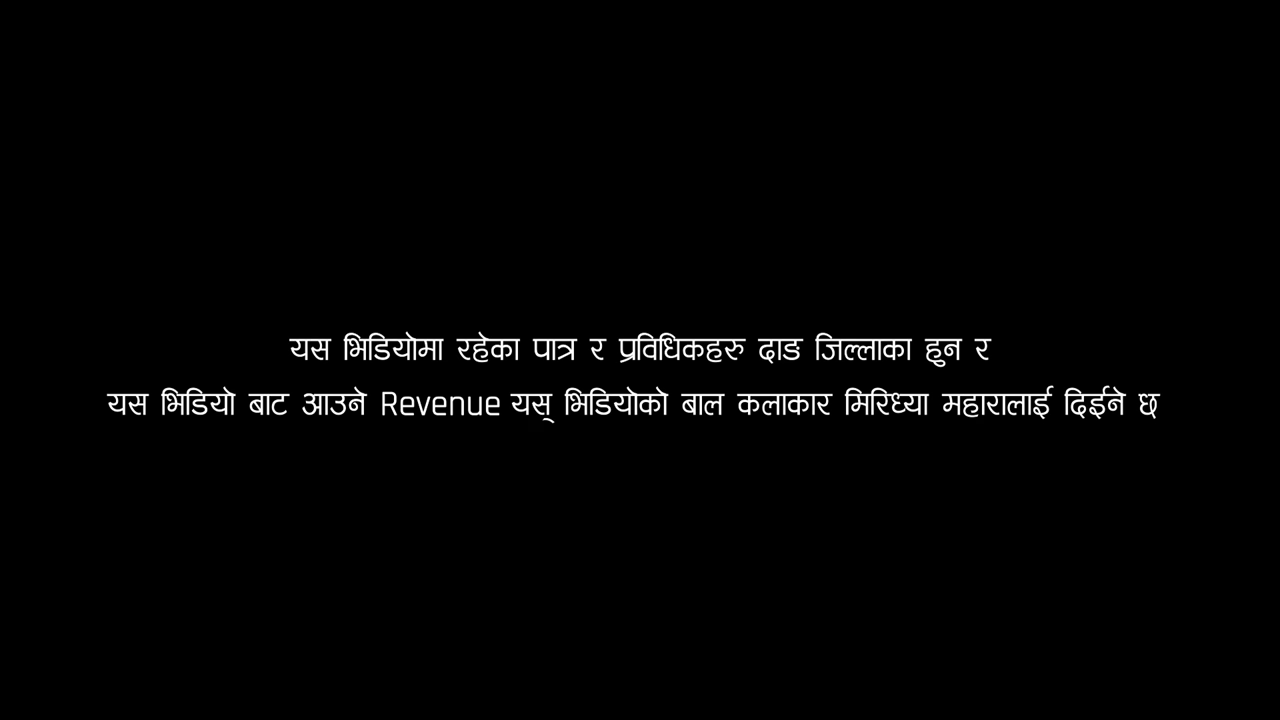 यस भिडियोमा रहेका पात्र र प्रविधिकहरु दाङ जिल्लाका हुन र
यस भिडियो बाट आउने Revenue यस् भिडियोको बाल कलाकार मिरिध्या महारालाई दिईने छ्